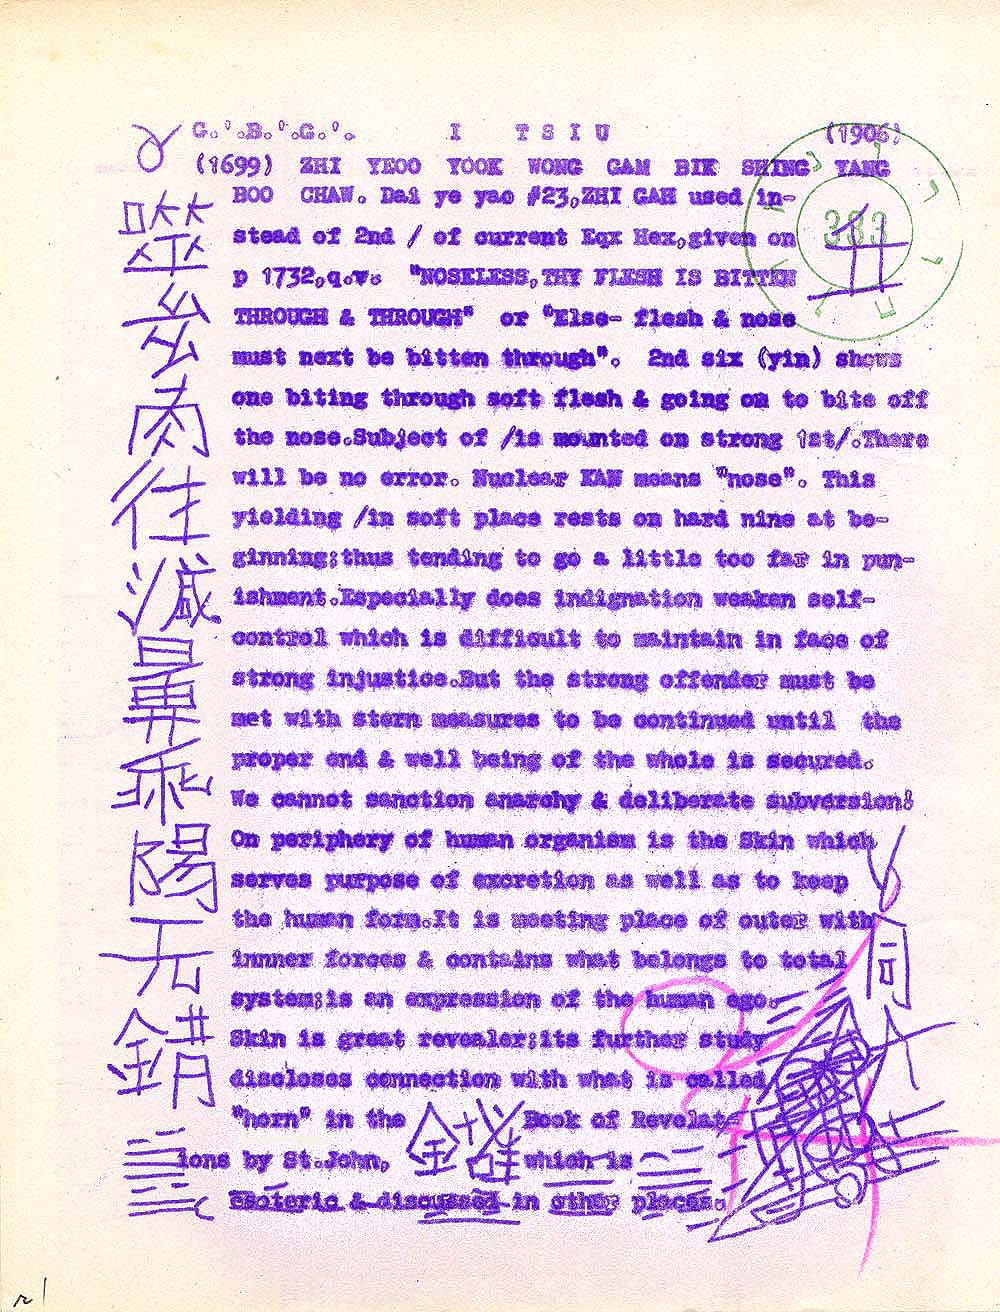 G.'.B.'.G.'. I TSIU (1906)
(1699) ZHI YEOO YOOK WONG GAM BIK SHING YANG
BOO CHAW. Dai ye yao #23,ZHI GAH used in-
stead of 2nd / of current Eqx Hex,given on
p 1732,q.v. "NOSELESS,THY FLESH IS BITTEN
THROUGH & THROUGH" or "Else- flesh & nose
must next be bitten through". 2nd six (yin) shows
one biting through soft flesh & going on to bite off
the nose.Subject of /is mounted on strong 1st/.There
will be no error. Nuclear KAN means "nose". This
yielding /in soft place rests on hard nine at be-
ginning;thus tending to go a little too far in pun-
ishment.Especially does indignation weaken self-
control which is difficult to maintain in face of
strong injustice.But the strong offender must be
met with stern measures to be continued until the
proper end & well being of the whole is secured.
We cannot sanction anarchy & deliberate subversion!
On periphery of human organism is the Skin which
serves purpose of excretion as well as to keep
the human form.It is meeting place of outer with
innner forces & contains what belongs to total
system;is an expression of the human ego.
Skin is great revealer;its further study
discloses connection with what is called
"horn" in the Book of Revelat-
ions by St.John, which is
esoteric & discussed in other places.
383
噬
往
滅
鼻
乖
陽
无
錆
同